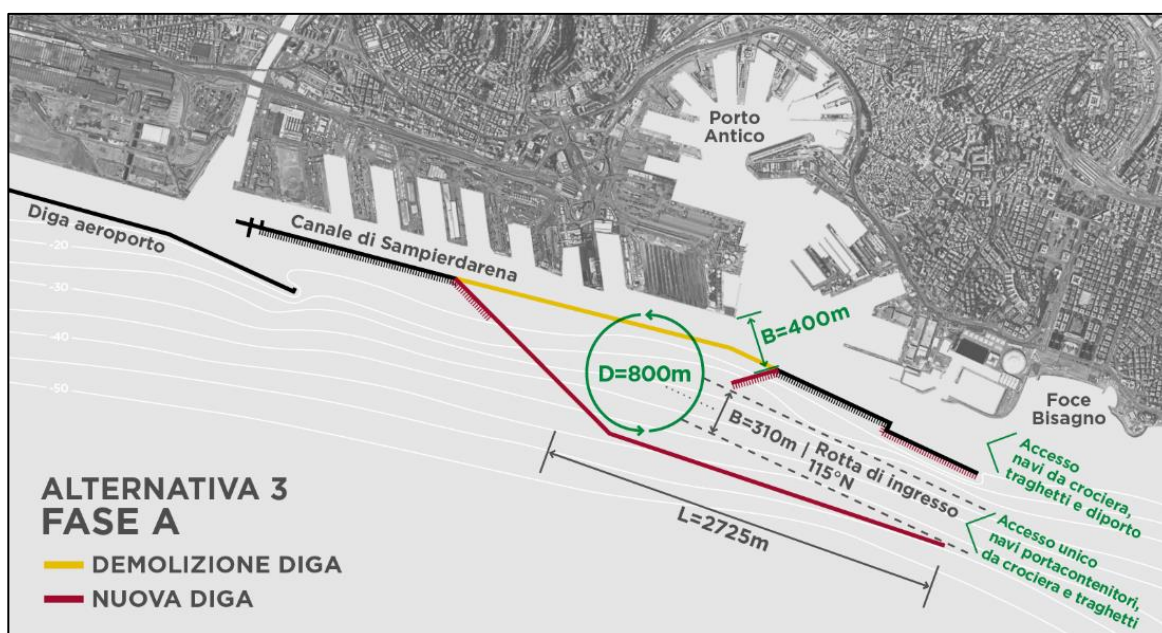 Porto
Antico
Diga aeroporto
Canale di Sampierdarena
-20
-30
-40
-50
B=400m
D=800m
B=310m | Rotta di ingresso
115°N
Foce
Bisagno
Accesso
navi da crociera,
traghetti e diporto
L=2725m
Accesso unico
navi portacontenitori,
da crociera e traghetti
ALTERNATIVA 3
FASE A
DEMOLIZIONE DIGA
NUOVA DIGA